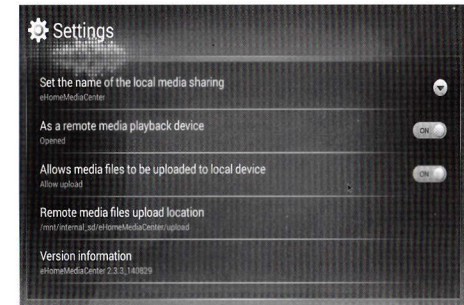 Settings
Set the name of the local media sharing
eHomeMediaCenter
As a remote media playback device
Opened
ON
Allows media files to be uploaded to local device
Allow upload
ON
Remote media files upload location
/mnt/internal_sd/eHomeMediaCenter/upload
Version information
eHomeMediaCenter 2.3.3_140829